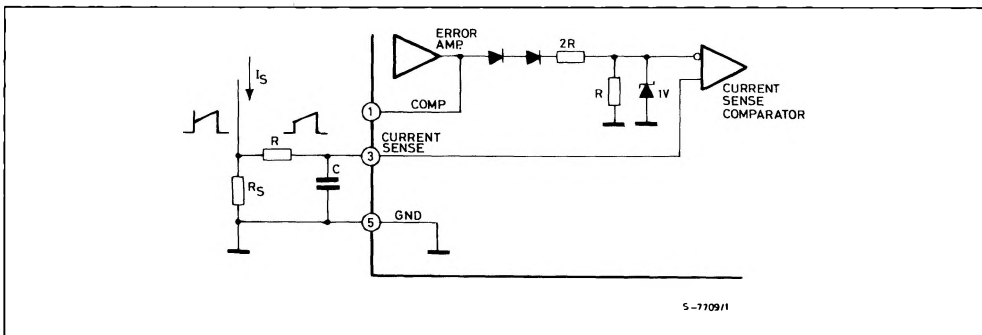 ERROR
AMP.
2R
I_S
R
1V
CURRENT
SENSE
COMPARATOR
1
COMP
CURRENT
SENSE
R
3
R_S
C
5
GND
S-7709/1